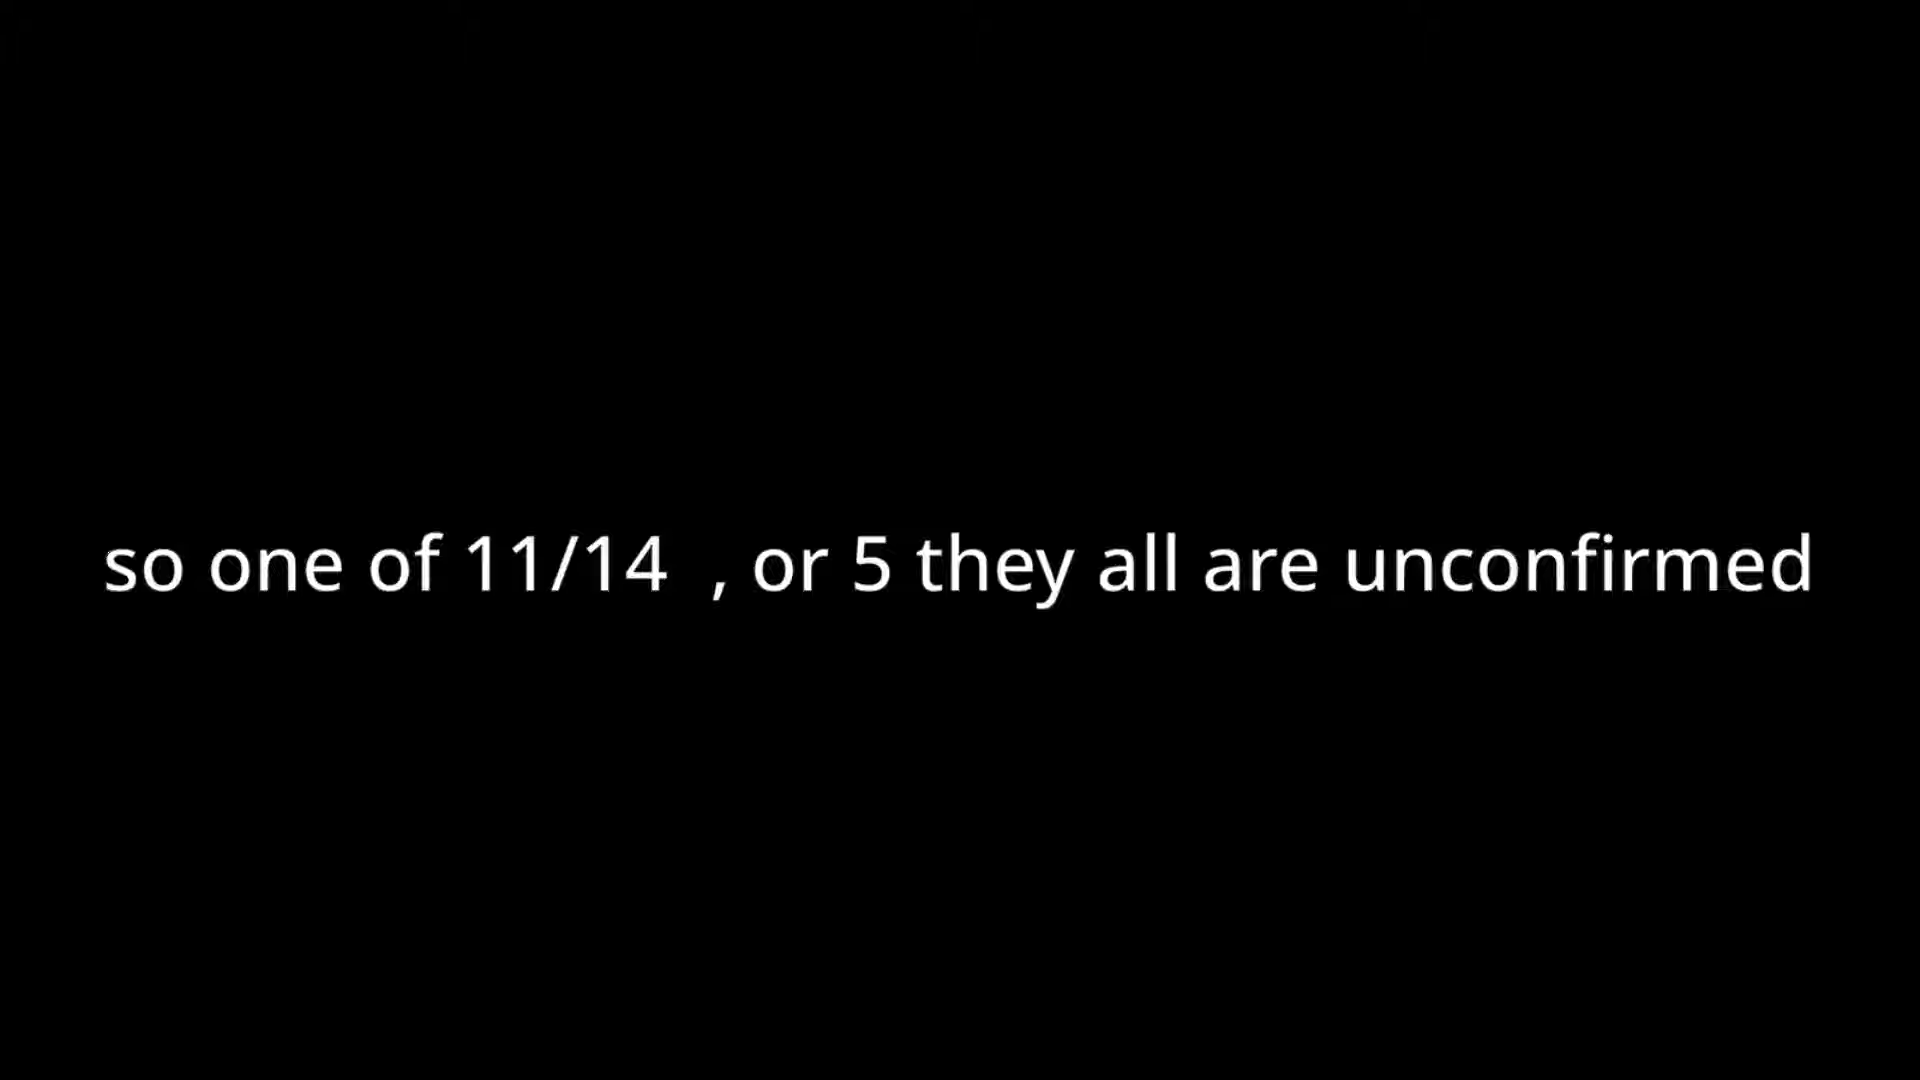 so one of 11/14  , or 5 they all are unconfirmed